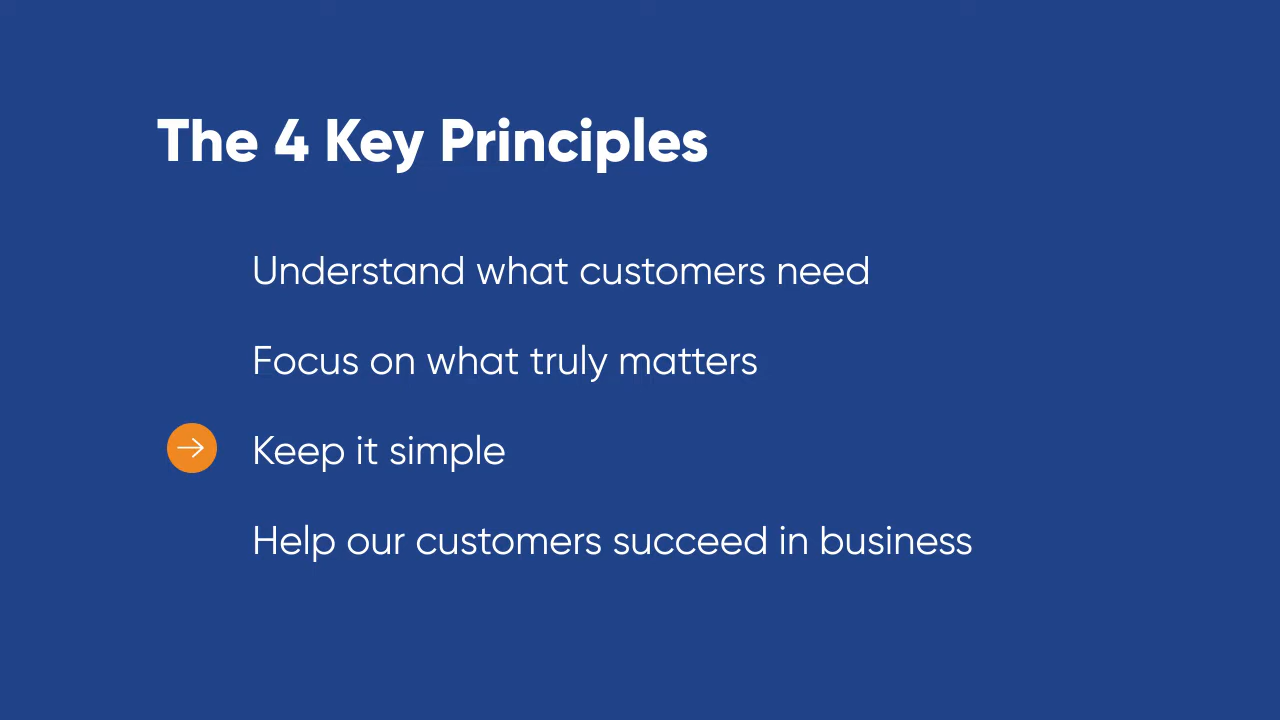 The 4 Key Principles
Understand what customers need
Focus on what truly matters
Keep it simple
Help our customers succeed in business